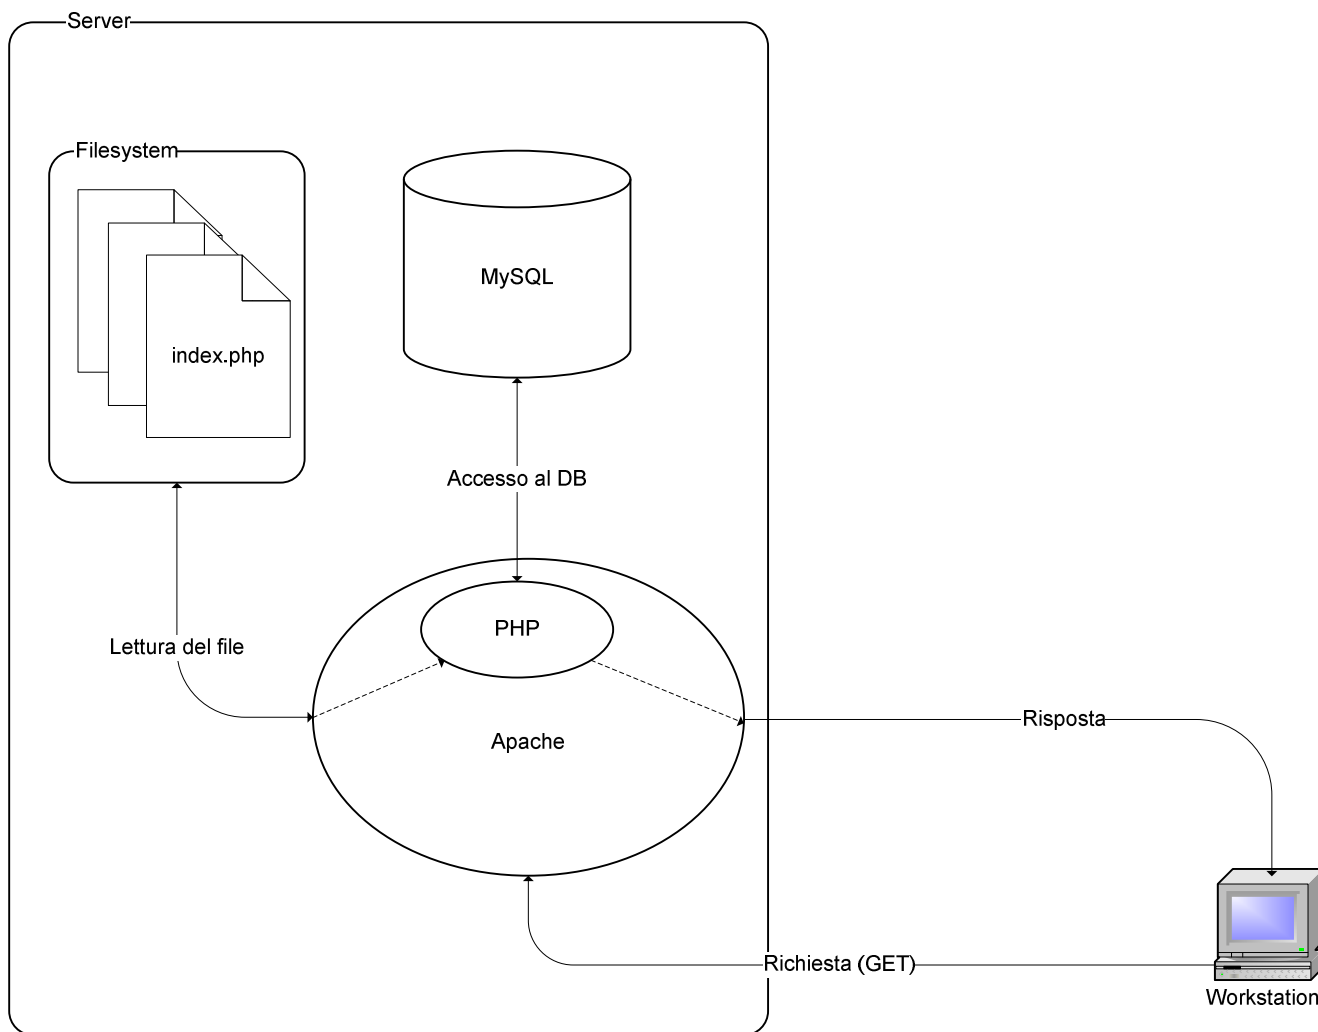 Server
Filesystem
index.php
MySQL
Accesso al DB
PHP
Lettura del file
Apache
Risposta
Richiesta (GET)
Workstation